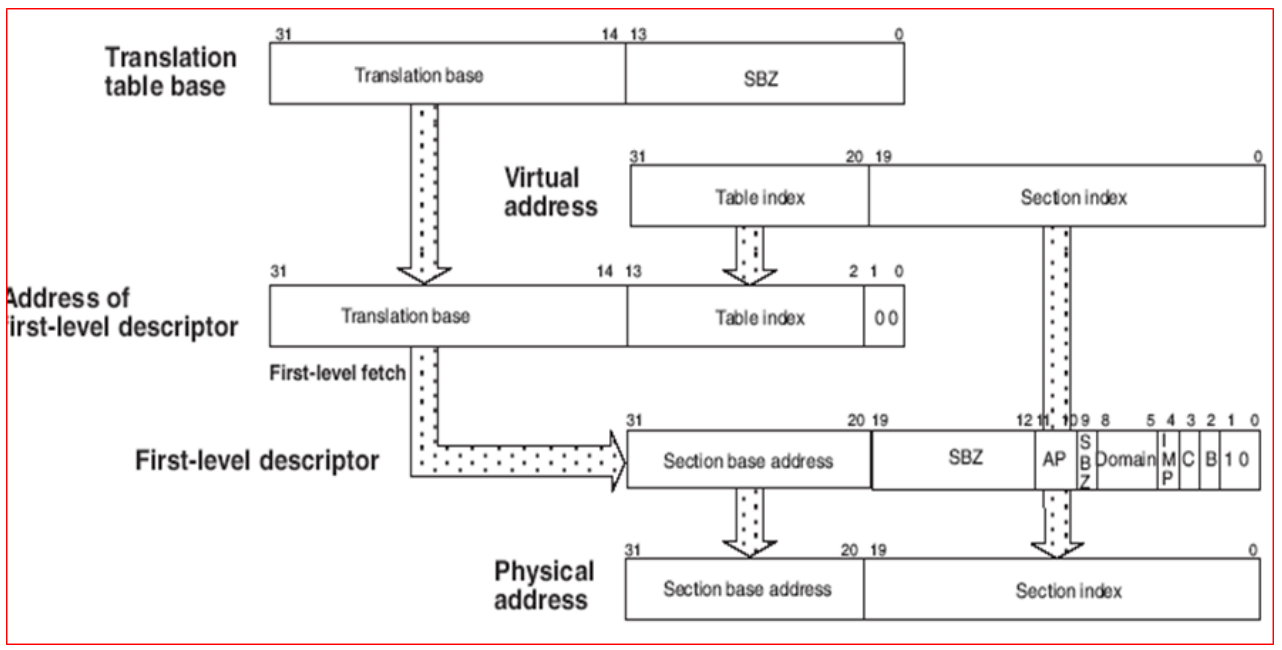 31 14 13 0
Translation
table base
Translation base SBZ
31 20 19 0
Virtual
address
Table index Section index
31 14 13 2 1 0
Address of
first-level descriptor
Translation base Table index 0 0
First-level fetch
31 20 19 12 11 10 9 8 5 4 3 2 1 0
First-level descriptor
Section base address SBZ AP SBZ Domain IMP C B 1 0
31 20 19 0
Physical
address
Section base address Section index